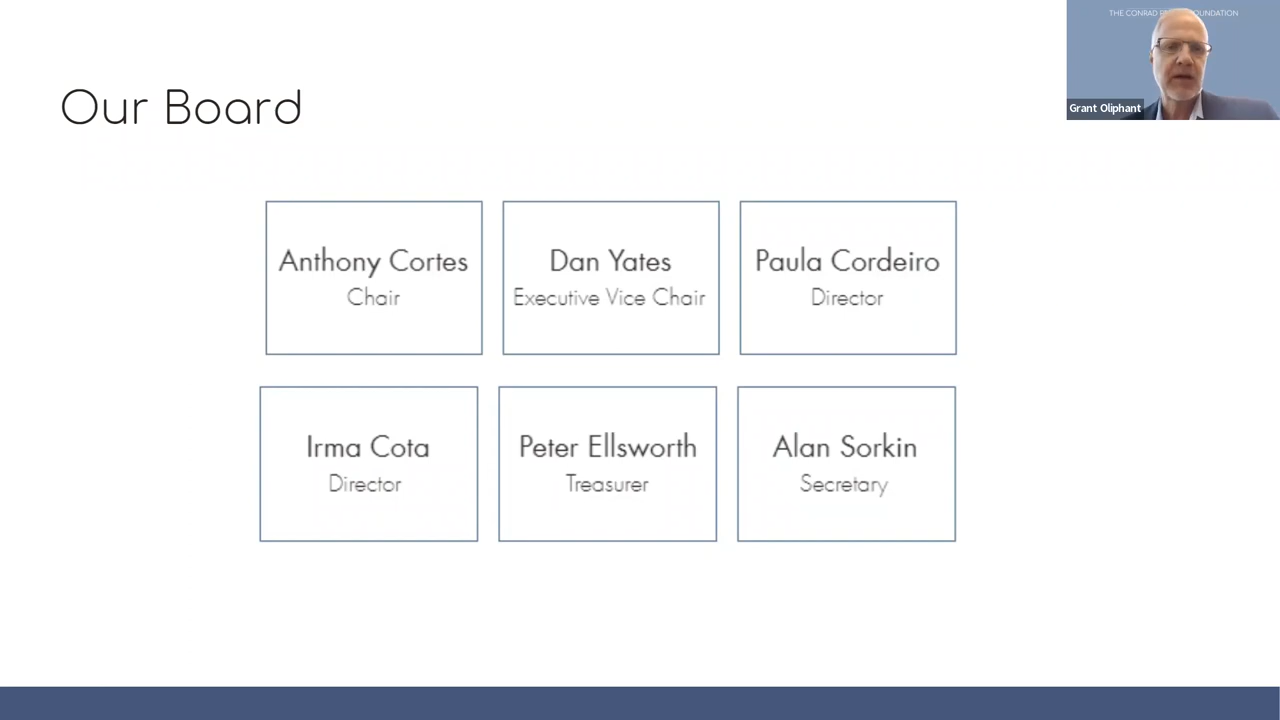 THE CONRAD FOUNDATION
Our Board
Grant Oliphant
Anthony Cortes
Chair
Dan Yates
Executive Vice Chair
Paula Cordeiro
Director
Irma Cota
Director
Peter Ellsworth
Treasurer
Alan Sorkin
Secretary